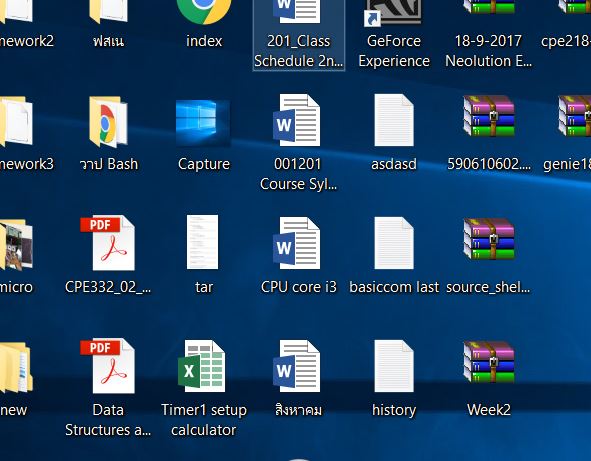 mework2
ฟสเน
index
201_Class
Schedule 2n...
GeForce
Experience
18-9-2017
Neolution E...
cpe218-
mework3
วาป Bash
Capture
001201
Course Syl...
asdasd
590610602....
genie18
micro
PDF
CPE332_02_...
tar
CPU core i3
basiccom last
source_shel...
new
PDF
Data
Structures a...
Timer1 setup
calculator
สิงหาคม
history
Week2